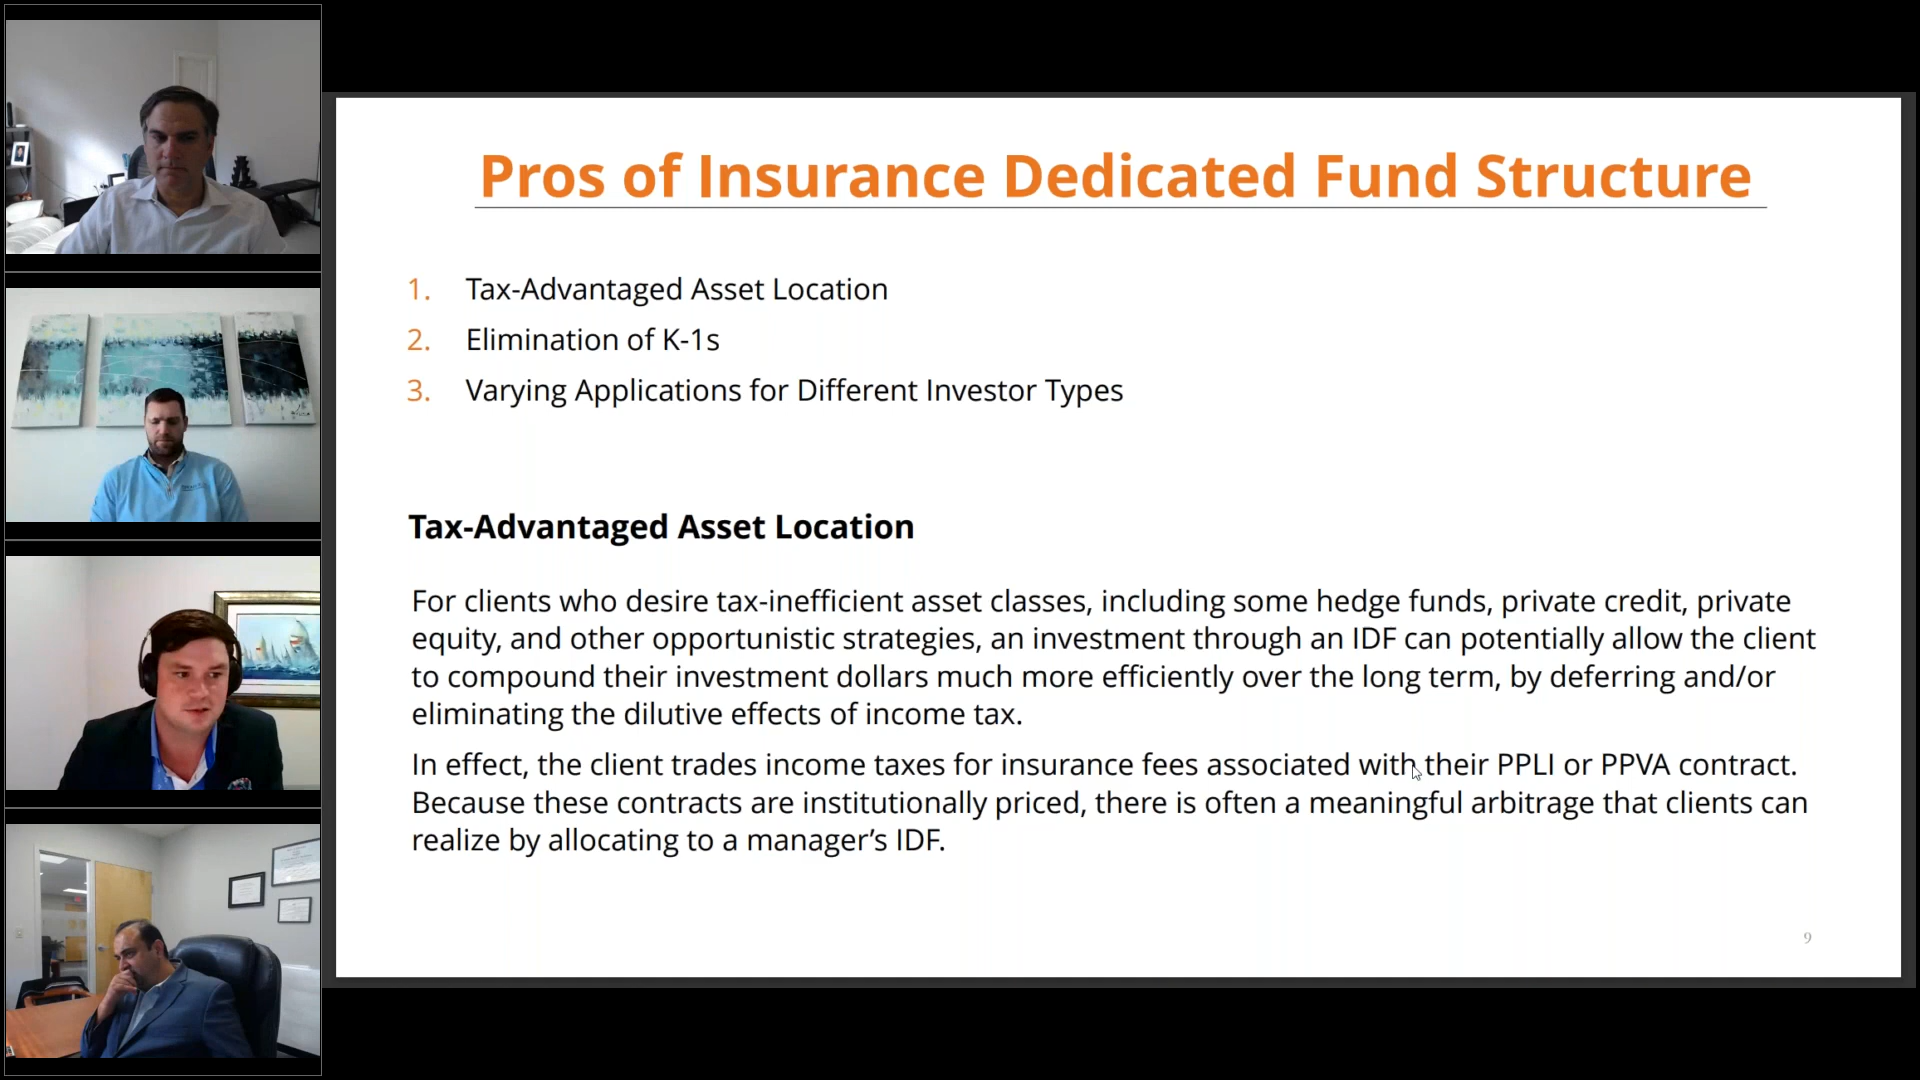 Pros of Insurance Dedicated Fund Structure
1. Tax-Advantaged Asset Location
2. Elimination of K-1s
3. Varying Applications for Different Investor Types
Tax-Advantaged Asset Location
For clients who desire tax-inefficient asset classes, including some hedge funds, private credit, private
equity, and other opportunistic strategies, an investment through an IDF can potentially allow the client
to compound their investment dollars much more efficiently over the long term, by deferring and/or
eliminating the dilutive effects of income tax.
In effect, the client trades income taxes for insurance fees associated with their PPLI or PPVA contract.
Because these contracts are institutionally priced, there is often a meaningful arbitrage that clients can
realize by allocating to a manager’s IDF.
9